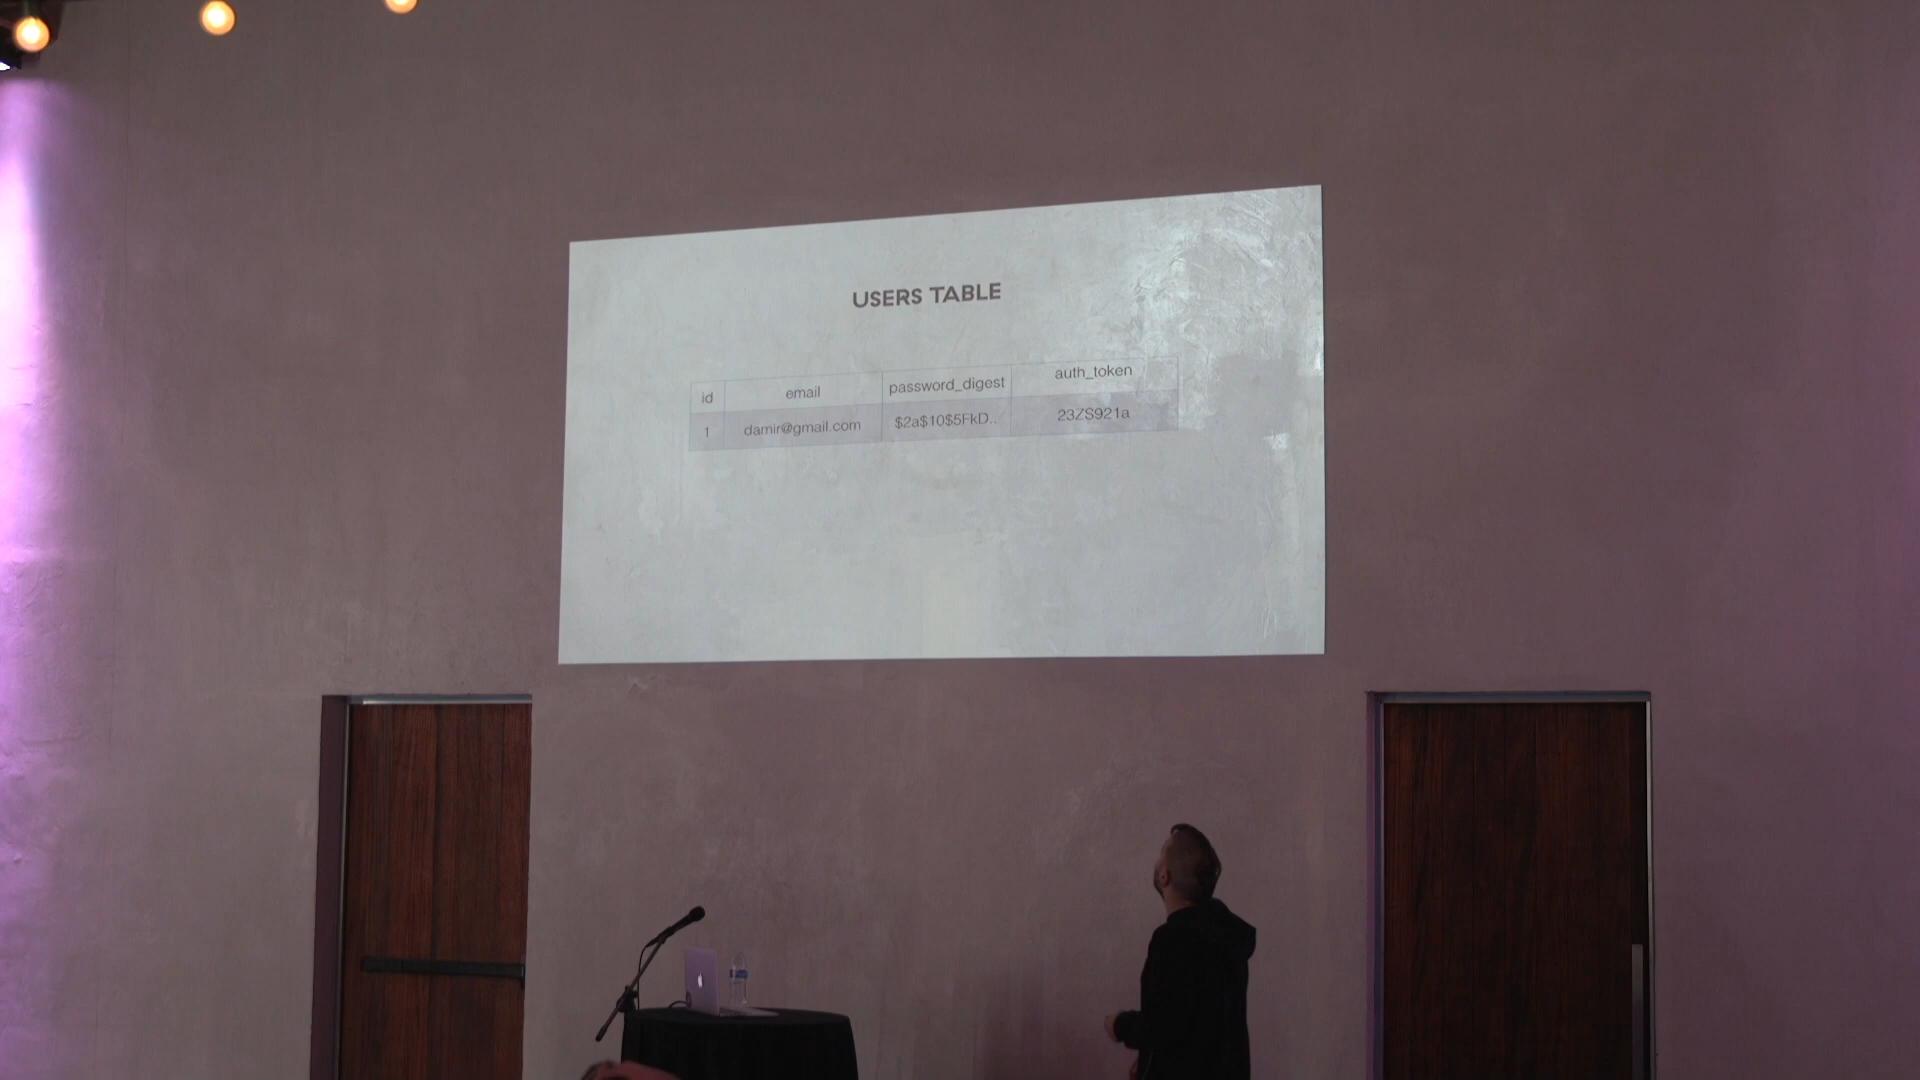 USERS TABLE
id email password_digest auth_token
1 damir@gmail.com $2a$10$5FkD.. 23ZS921a